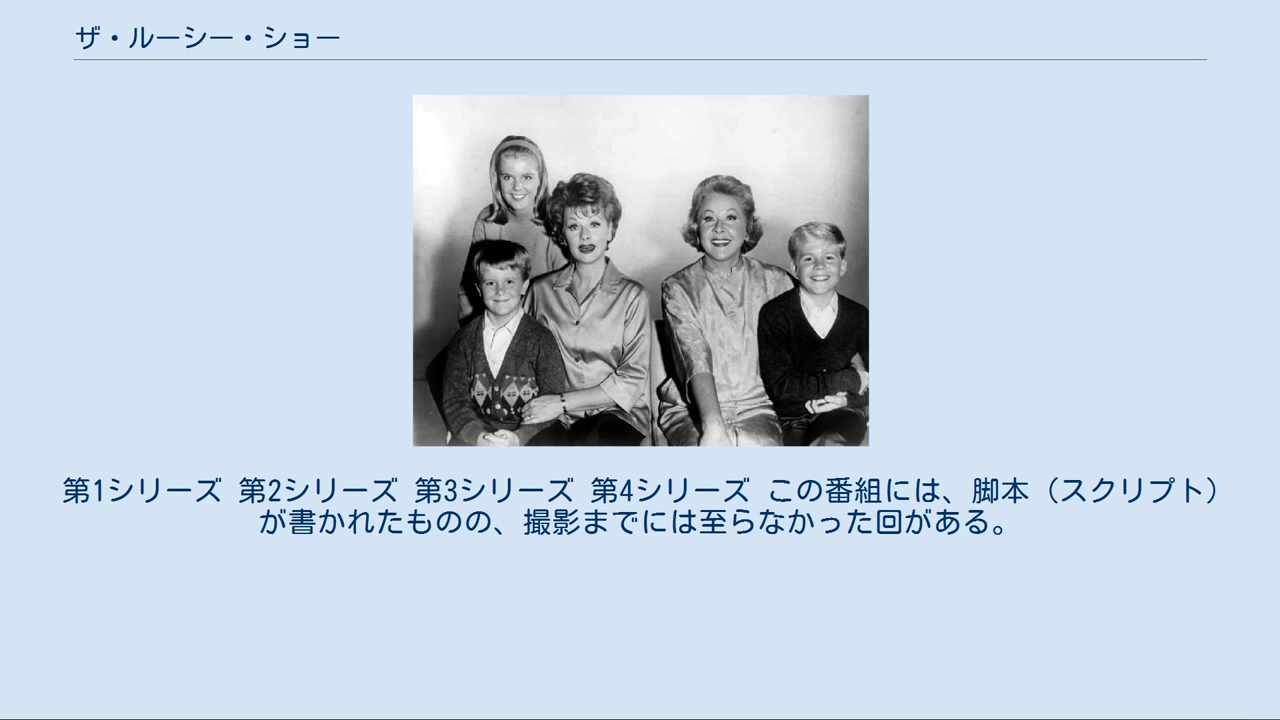 ザ・ルーシー・ショー
第1シリーズ 第2シリーズ 第3シリーズ 第4シリーズ この番組には、脚本（スクリプト）
が書かれたものの、撮影までには至らなかった回がある。